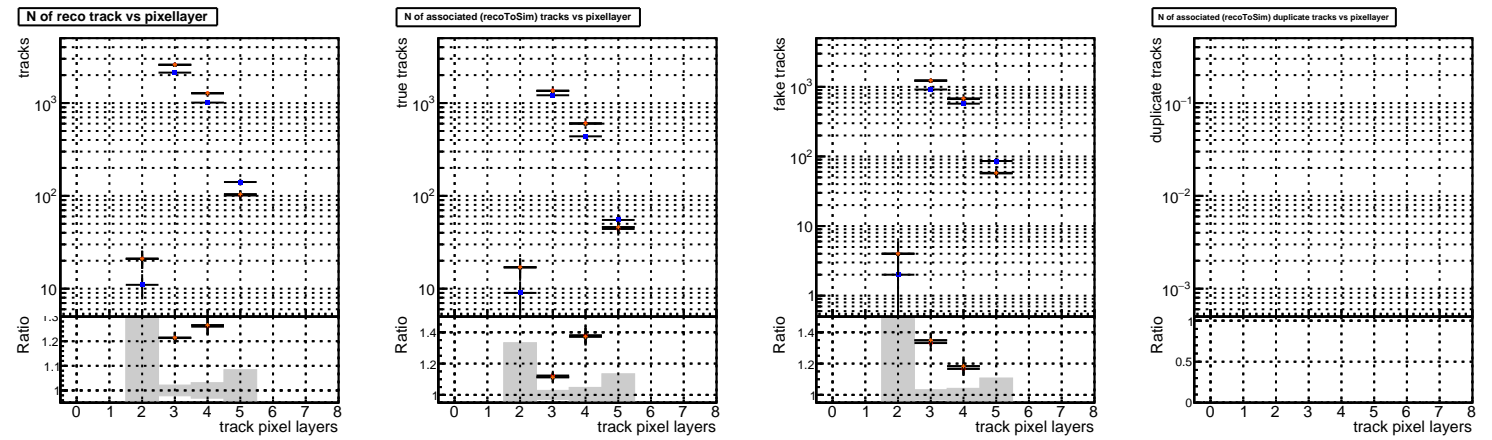 N of reco track vs pixellayer
tracks
10³
10²
10
Ratio
1.3
1.2
1.1
1
0 1 2 3 4 5 6 7 8
track pixel layers
N of associated (recoToSim) tracks vs pixellayer
true tracks
10³
10²
10
Ratio
1.4
1.2
1
0 1 2 3 4 5 6 7 8
track pixel layers
fake tracks
10³
10²
10
1
Ratio
1.4
1.2
1
0 1 2 3 4 5 6 7 8
track pixel layers
N of associated (recoToSim) duplicate tracks vs pixellayer
duplicate tracks
10⁻¹
10⁻²
10⁻³
Ratio
1
0.5
0
0 1 2 3 4 5 6 7 8
track pixel layers